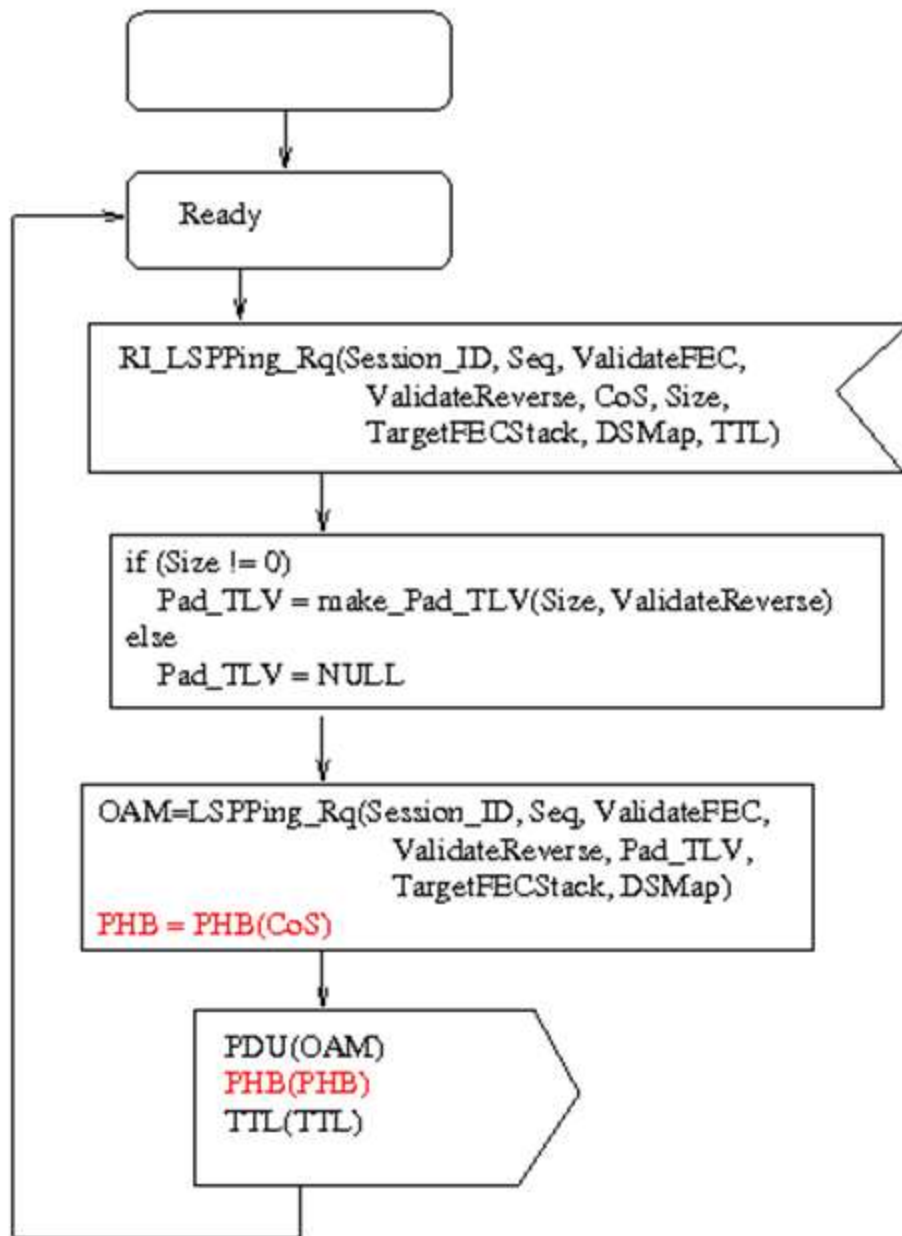 Ready
RI_LSPPing_Rq(Session_ID, Seq, ValidateFEC,
ValidateReverse, CoS, Size,
TargetFECStack, DSMap, TTL)
if (Size != 0)
Pad_TLV = make_Pad_TLV(Size, ValidateReverse)
else
Pad_TLV = NULL
OAM=LSPPing_Rq(Session_ID, Seq, ValidateFEC,
ValidateReverse, Pad_TLV,
TargetFECStack, DSMap)
PHB = PHB(CoS)
PDU(OAM)
PHB(PHB)
TTL(TTL)